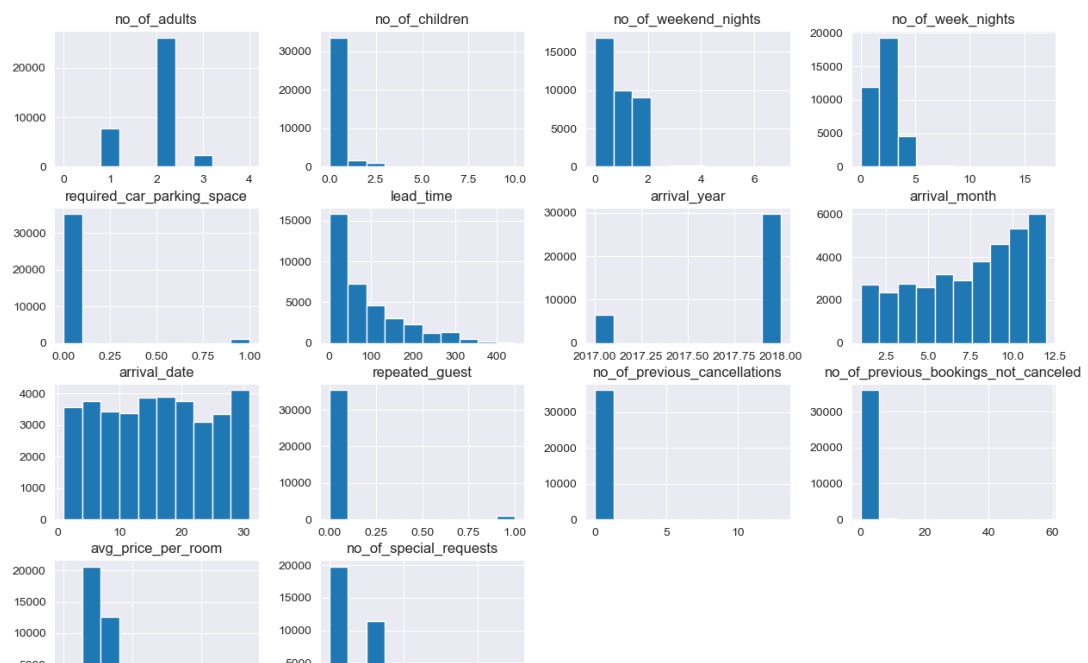 no_of_adults no_of_children no_of_weekend_nights no_of_week_nights
20000 10000 0
0 1 2 3 4
30000 20000 10000 0
0.0 2.5 5.0 7.5 10.0
15000 10000 5000 0
0 2 4 6
20000 15000 10000 5000 0
0 5 10 15
required_car_parking_space lead_time arrival_year arrival_month
30000 20000 10000 0
0.00 0.25 0.50 0.75 1.00
15000 10000 5000 0
0 100 200 300 400
30000 20000 10000 0
2017.00 2017.25 2017.50 2017.75 2018.00
6000 4000 2000 0
2.5 5.0 7.5 10.0 12.5
arrival_date repeated_guest no_of_previous_cancellations no_of_previous_bookings_not_canceled
4000 3000 2000 1000 0
0 10 20 30
30000 20000 10000 0
0.00 0.25 0.50 0.75 1.00
30000 20000 10000 0
0 5 10
30000 20000 10000 0
0 20 40 60
avg_price_per_room no_of_special_requests
20000 15000 10000 5000
20000 15000 10000 5000